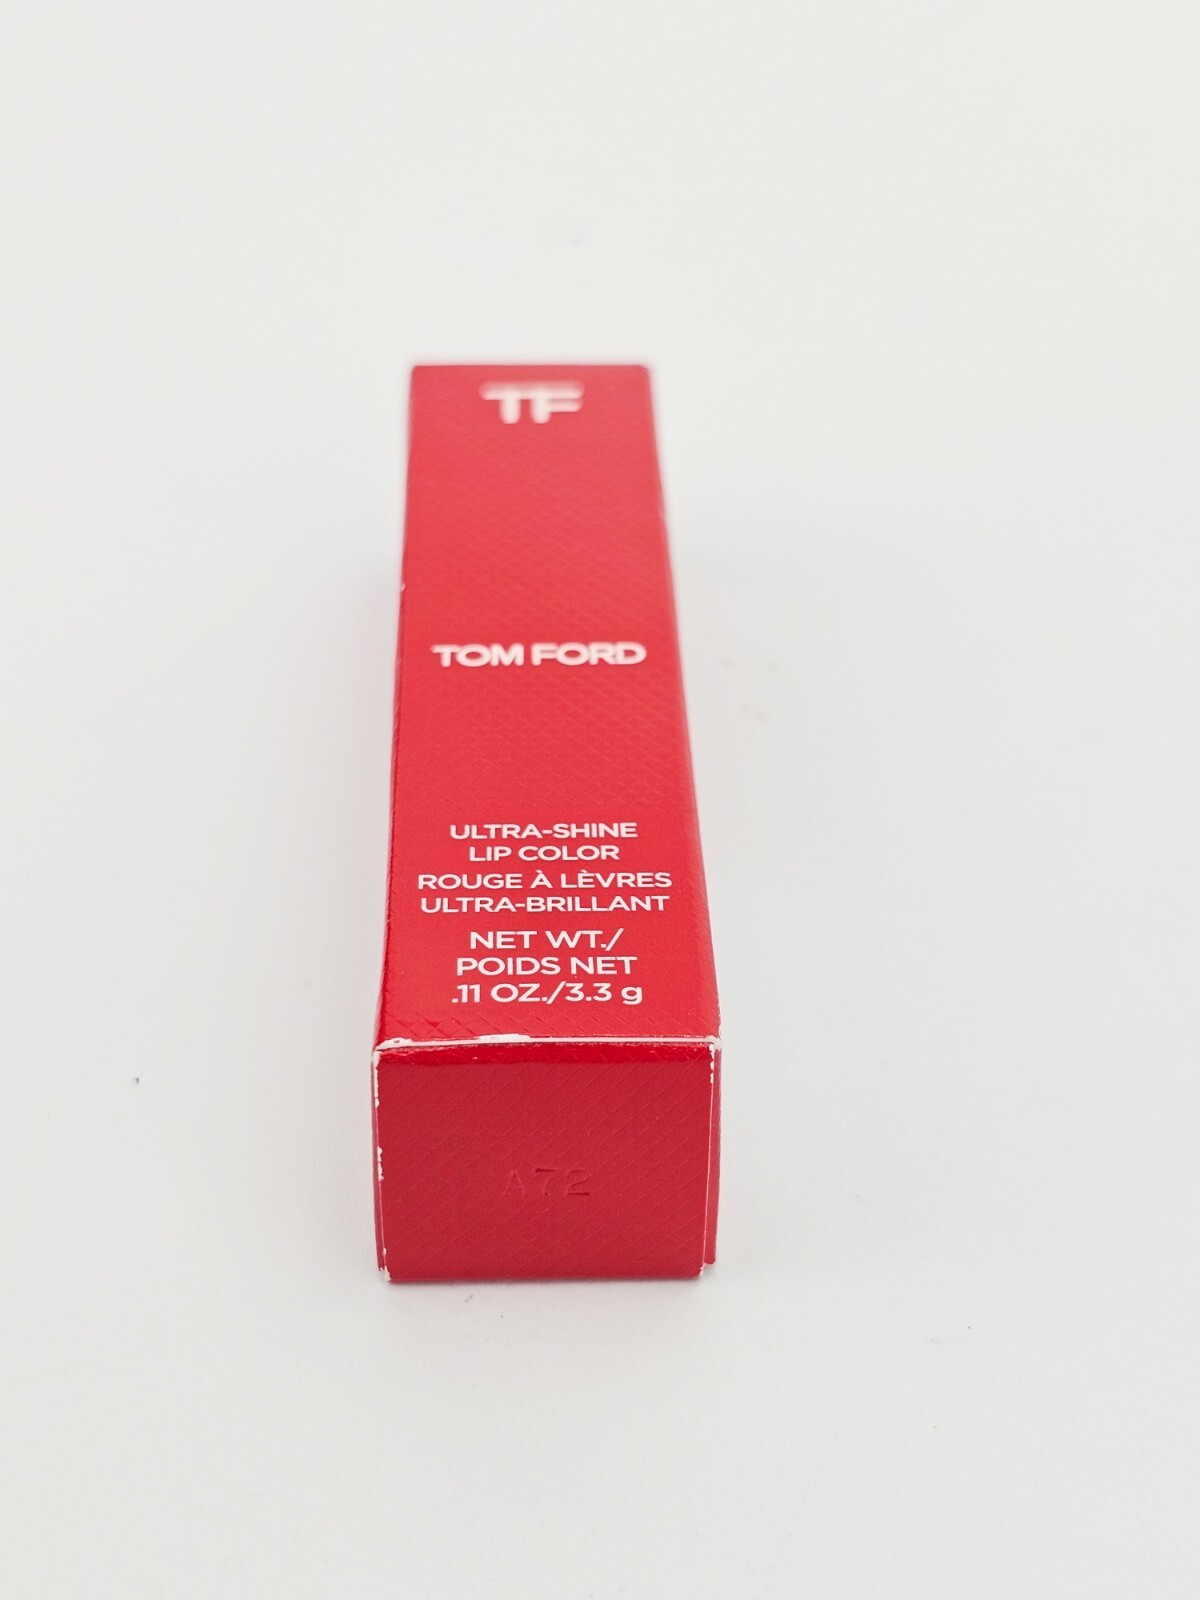 TF
TOM FORD
ULTRA-SHINE
LIP COLOR
ROUGE À LÈVRES
ULTRA-BRILLANT
NET WT./
POIDS NET
.11 OZ./3.3 g
A72